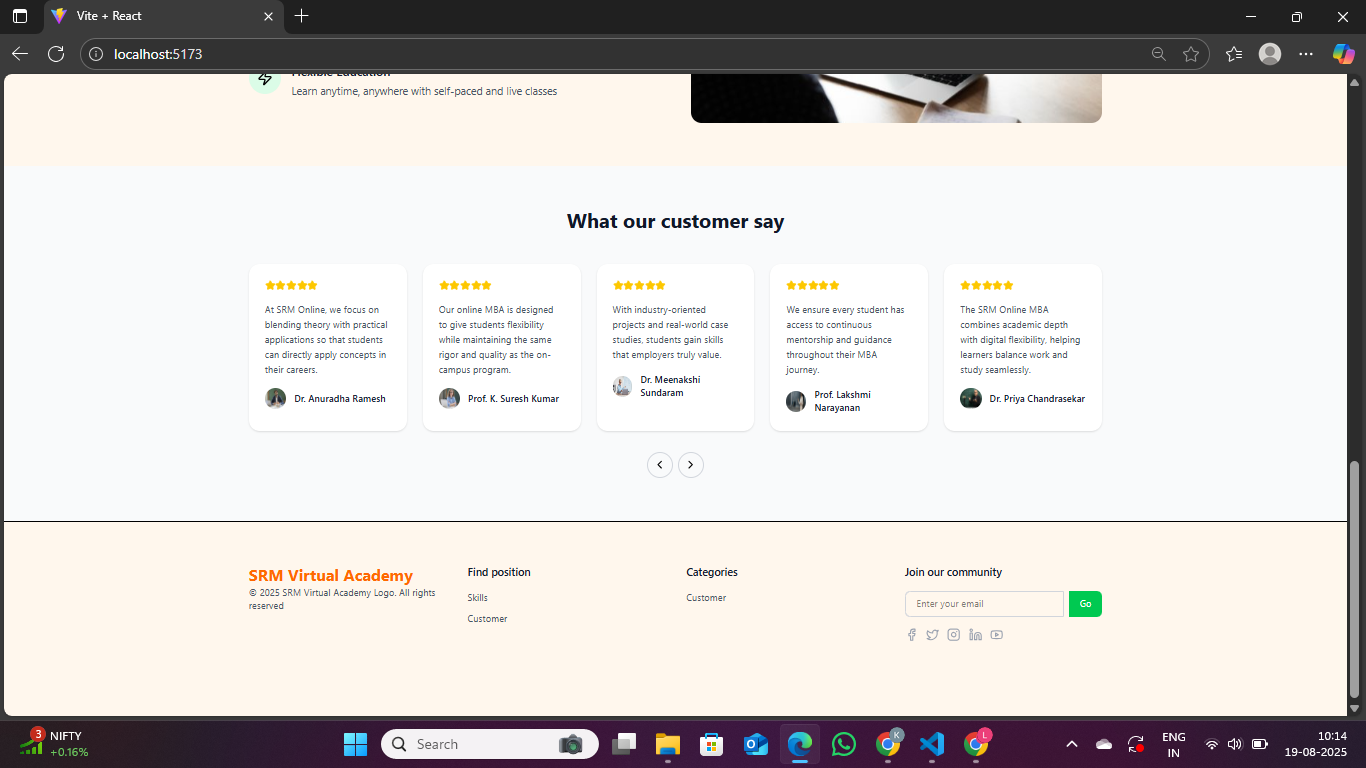 Vite + React
localhost:5173
Flexible Education
Learn anytime, anywhere with self-paced and live classes
What our customer say
At SRM Online, we focus on
blending theory with practical
applications so that students
can directly apply concepts in
their careers.
Dr. Anuradha Ramesh
Our online MBA is designed
to give students flexibility
while maintaining the same
rigor and quality as the on-
campus program.
Prof. K. Suresh Kumar
With industry-oriented
projects and real-world case
studies, students gain skills
that employers truly value.
Dr. Meenakshi
Sundaram
We ensure every student has
access to continuous
mentorship and guidance
throughout their MBA
journey.
Prof. Lakshmi
Narayanan
The SRM Online MBA
combines academic depth
with digital flexibility, helping
learners balance work and
study seamlessly.
Dr. Priya Chandrasekar
SRM Virtual Academy
© 2025 SRM Virtual Academy Logo. All rights
reserved
Find position
Skills
Customer
Categories
Customer
Join our community
Enter your email
Go
3
NIFTY
+0.16%
Search
K
L
ENG
IN
10:14
19-08-2025